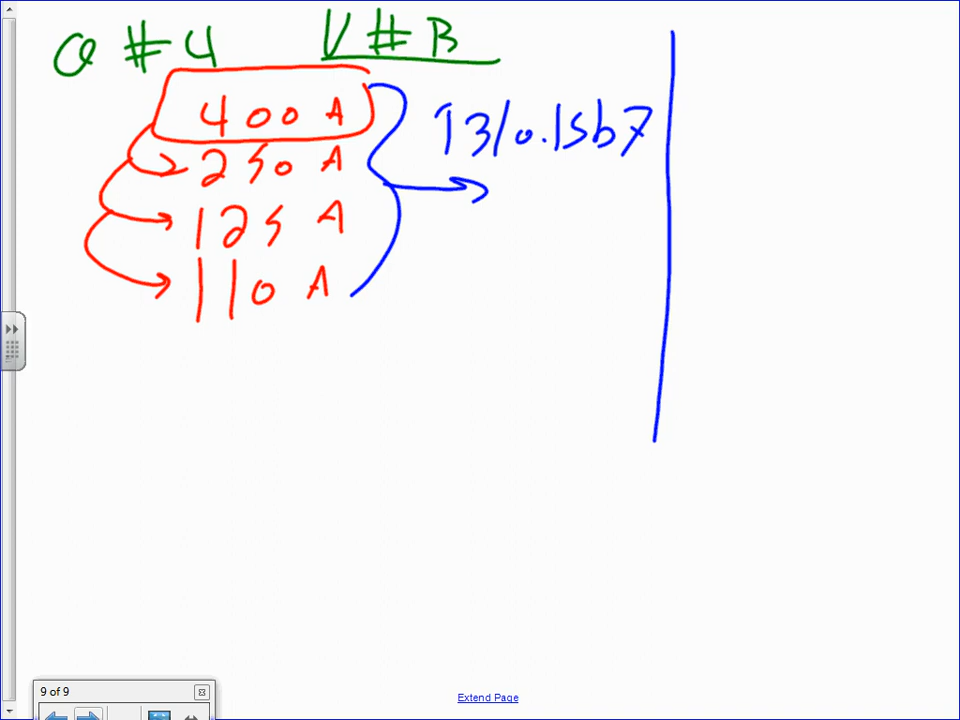 Q # 4 V # B
400 A
250 A
125 A
110 A
1310.15b7
9 of 9
Extend Page